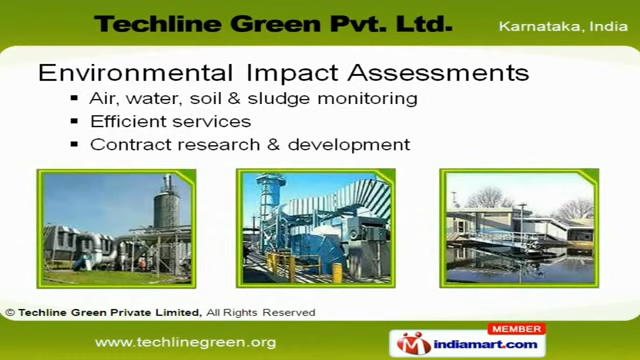 Techline Green Pvt. Ltd.
Karnataka, India
Environmental Impact Assessments
▪ Air, water, soil & sludge monitoring
▪ Efficient services
▪ Contract research & development
© Techline Green Private Limited, All Rights Reserved
www.techlinegreen.org
MEMBER
indiamart.com